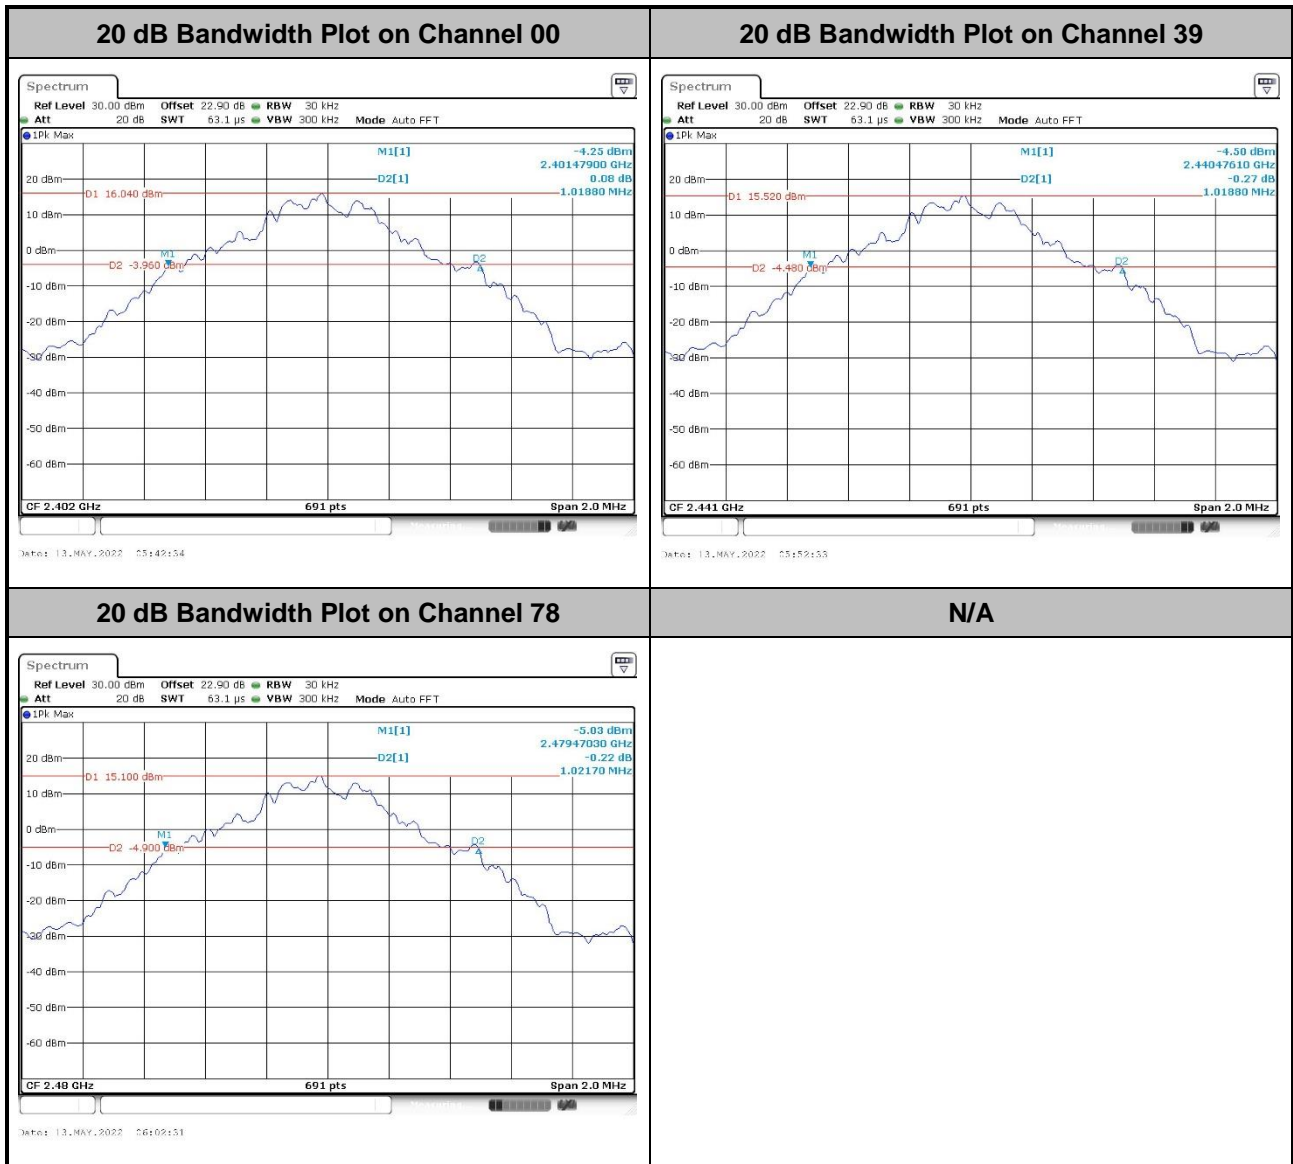 20 dB Bandwidth Plot on Channel 00
Spectrum
Ref Level 30.00 dBm Offset 22.90 dB RBW 30 kHz
Att 20 dB SWT 63.1 µs VBW 300 kHz Mode Auto FFT
1Pk Max
M1[1] -4.25 dBm
2.40147900 GHz
20 dBm D2[1] 0.08 dB
D1 16.040 dBm 1.01880 MHz
10 dBm
0 dBm
M1 D2
D2 -3.960 dBm
-10 dBm
-20 dBm
-30 dBm
-40 dBm
-50 dBm
-60 dBm
CF 2.402 GHz 691 pts Span 2.0 MHz
Date: 13.MAY.2022 05:42:34
20 dB Bandwidth Plot on Channel 39
Spectrum
Ref Level 30.00 dBm Offset 22.90 dB RBW 30 kHz
Att 20 dB SWT 63.1 µs VBW 300 kHz Mode Auto FFT
1Pk Max
M1[1] -4.50 dBm
2.44047610 GHz
20 dBm D2[1] -0.27 dB
D1 15.520 dBm 1.01880 MHz
10 dBm
0 dBm
M1 D2
D2 -4.480 dBm
-10 dBm
-20 dBm
-30 dBm
-40 dBm
-50 dBm
-60 dBm
CF 2.441 GHz 691 pts Span 2.0 MHz
Date: 13.MAY.2022 05:52:33
20 dB Bandwidth Plot on Channel 78
Spectrum
Ref Level 30.00 dBm Offset 22.90 dB RBW 30 kHz
Att 20 dB SWT 63.1 µs VBW 300 kHz Mode Auto FFT
1Pk Max
M1[1] -5.03 dBm
2.47947030 GHz
20 dBm D2[1] -0.22 dB
D1 15.100 dBm 1.02170 MHz
10 dBm
0 dBm
M1 D2
D2 -4.900 dBm
-10 dBm
-20 dBm
-30 dBm
-40 dBm
-50 dBm
-60 dBm
CF 2.48 GHz 691 pts Span 2.0 MHz
Date: 13.MAY.2022 06:02:31
N/A